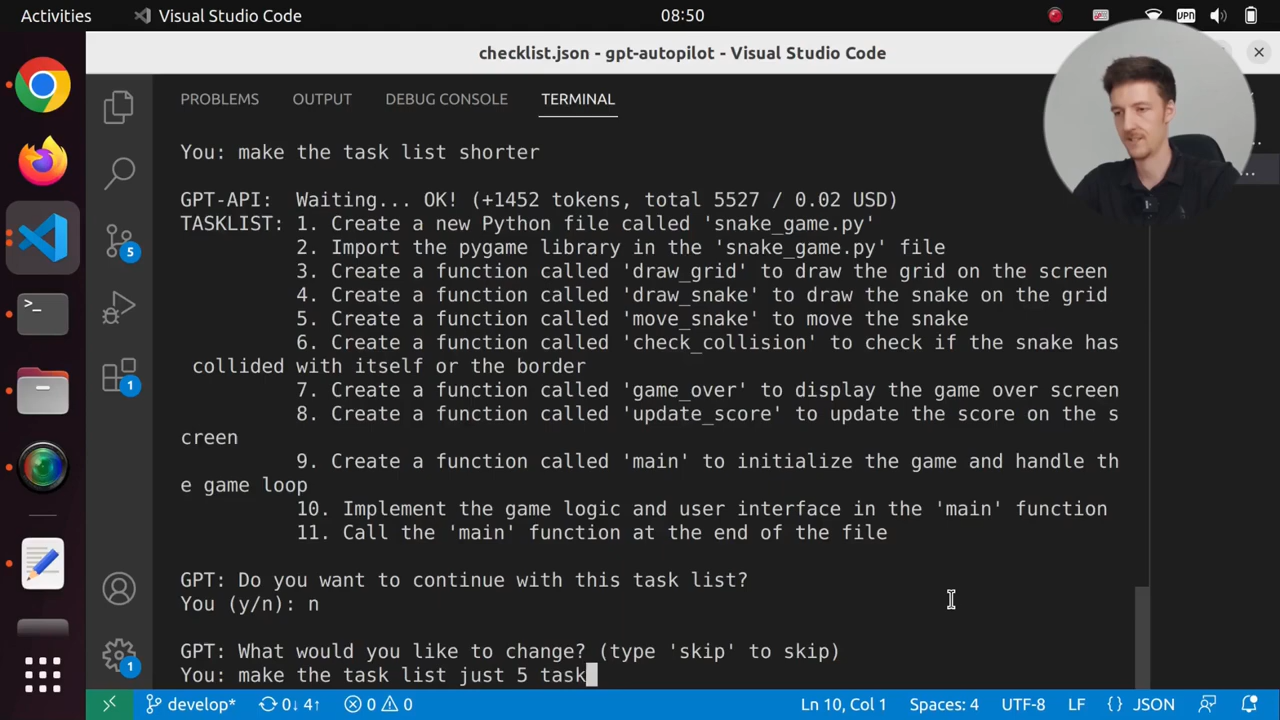 Activities
Visual Studio Code
08:50
VPN
checklist.json - gpt-autopilot - Visual Studio Code
PROBLEMS
OUTPUT
DEBUG CONSOLE
TERMINAL
You: make the task list shorter
GPT-API:  Waiting... OK! (+1452 tokens, total 5527 / 0.02 USD)
TASKLIST: 1. Create a new Python file called 'snake_game.py'
2. Import the pygame library in the 'snake_game.py' file
3. Create a function called 'draw_grid' to draw the grid on the screen
4. Create a function called 'draw_snake' to draw the snake on the grid
5. Create a function called 'move_snake' to move the snake
6. Create a function called 'check_collision' to check if the snake has
collided with itself or the border
7. Create a function called 'game_over' to display the game over screen
8. Create a function called 'update_score' to update the score on the s
creen
9. Create a function called 'main' to initialize the game and handle th
e game loop
10. Implement the game logic and user interface in the 'main' function
11. Call the 'main' function at the end of the file
GPT: Do you want to continue with this task list?
You (y/n): n
GPT: What would you like to change? (type 'skip' to skip)
You: make the task list just 5 task
5
1
1
develop*
0↓ 4↑
0
0
Ln 10, Col 1
Spaces: 4
UTF-8
LF
{} JSON